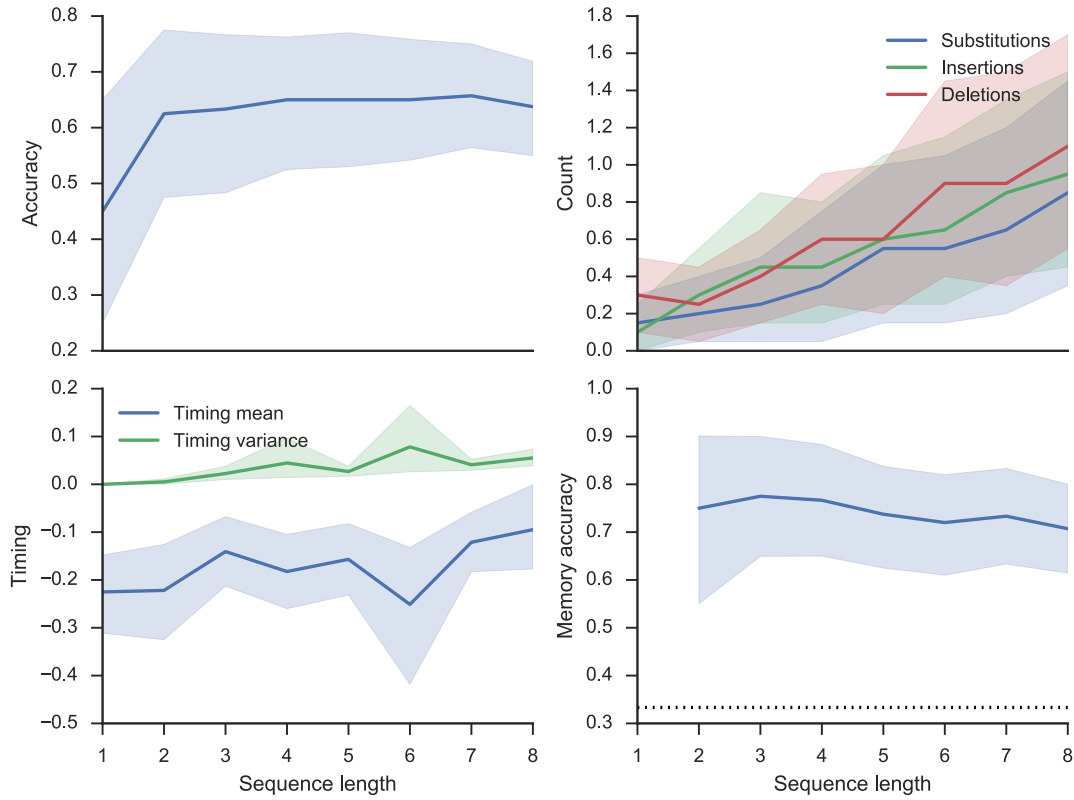 0.8
0.7
0.6
0.5
0.4
0.3
0.2
Accuracy
1.8
1.6
1.4
1.2
1.0
0.8
0.6
0.4
0.2
0.0
Count
Substitutions
Insertions
Deletions
0.2
0.1
0.0
−0.1
−0.2
−0.3
−0.4
−0.5
Timing
Timing mean
Timing variance
1 2 3 4 5 6 7 8
Sequence length
1.0
0.9
0.8
0.7
0.6
0.5
0.4
0.3
Memory accuracy
1 2 3 4 5 6 7 8
Sequence length